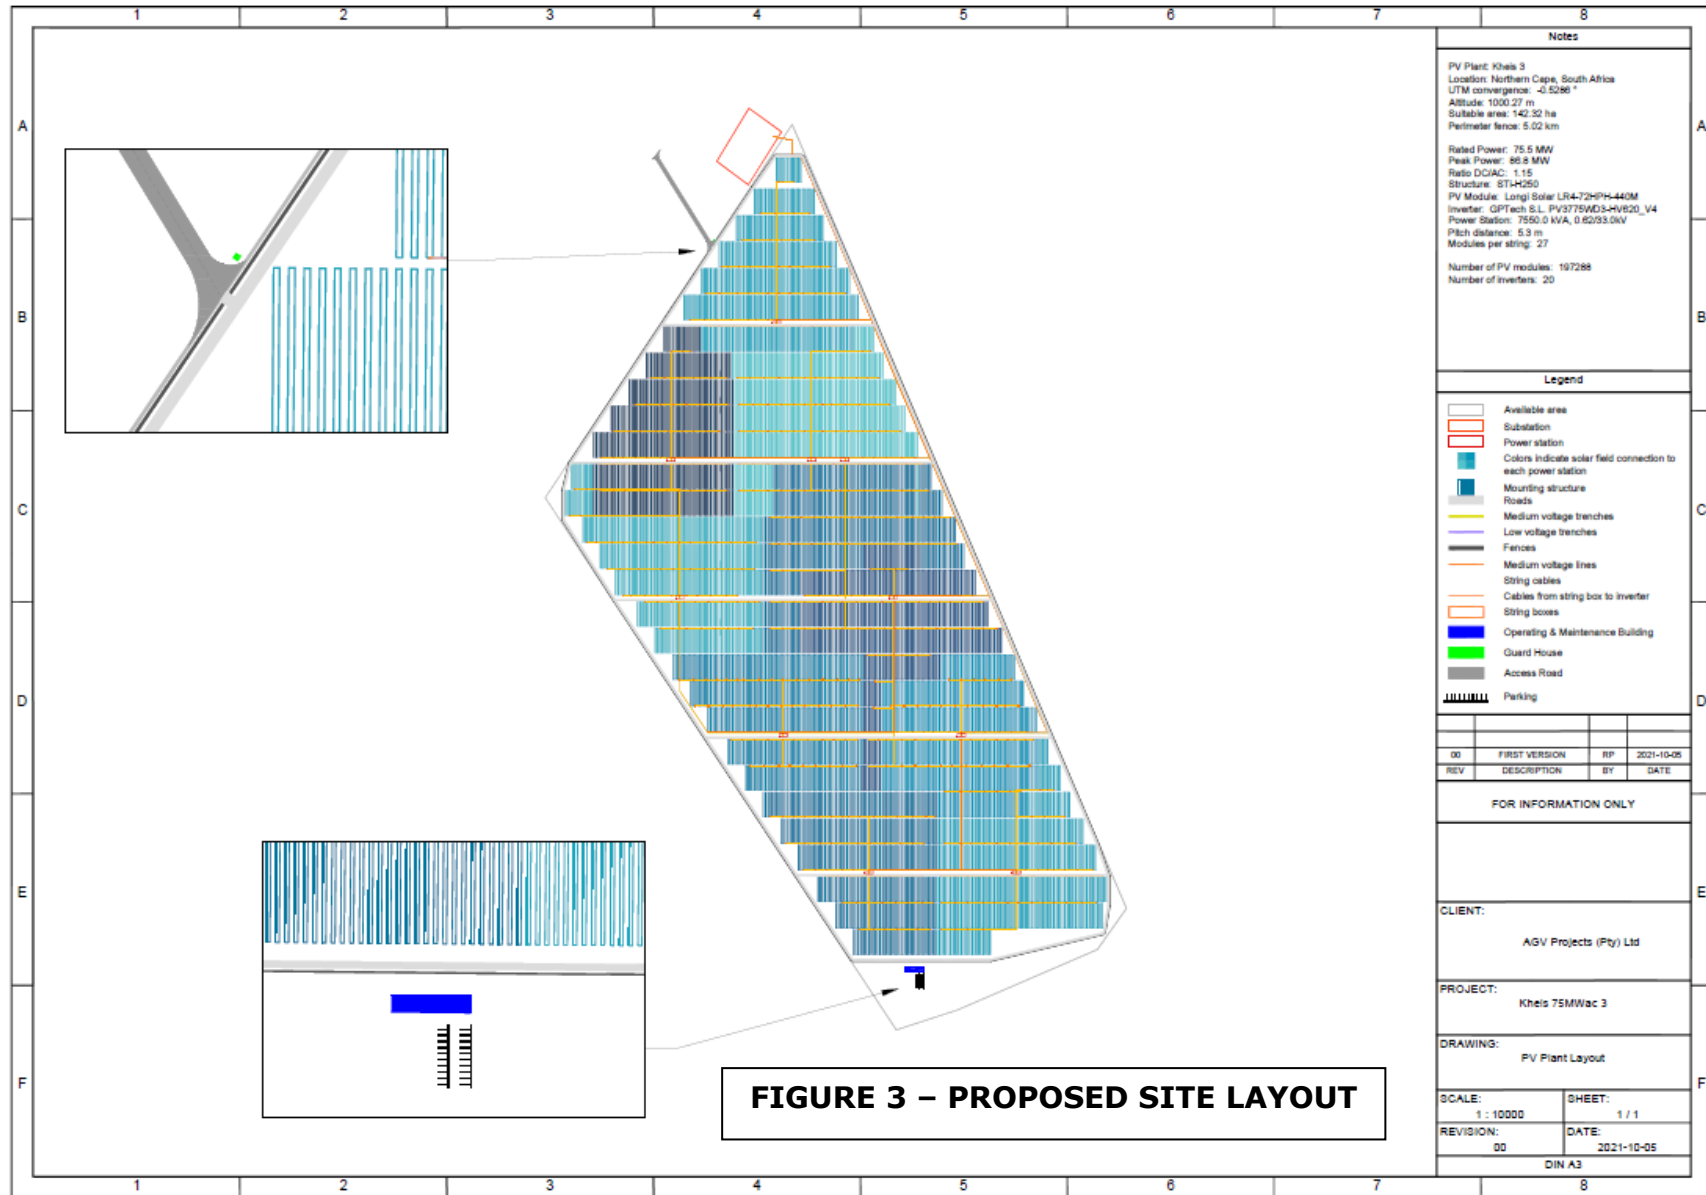 1 2 3 4 5 6 7 8
A
B
C
D
E
F
A
B
C
D
E
F
1 2 3 4 5 6 7 8
FIGURE 3 – PROPOSED SITE LAYOUT
Notes
PV Plant: Kheis 3
Location: Northern Cape, South Africa
UTM convergence: -0.5286 °
Altitude: 1000.27 m
Suitable area: 142.32 ha
Perimeter fence: 5.02 km
Rated Power: 75.5 MW
Peak Power: 86.8 MW
Ratio DC/AC: 1.15
Structure: STI-H250
PV Module: Longi Solar LR4-72HPH-440M
Inverter: GPTech S.L. PV3775WD3-HV620_V4
Power Station: 7550.0 kVA, 0.62/33.0kV
Pitch distance: 5.3 m
Modules per string: 27
Number of PV modules: 197288
Number of inverters: 20
Legend
Available area
Substation
Power station
Colors indicate solar field connection to
each power station
Mounting structure
Roads
Medium voltage trenches
Low voltage trenches
Fences
Medium voltage lines
String cables
Cables from string box to inverter
String boxes
Operating & Maintenance Building
Guard House
Access Road
Parking
00 FIRST VERSION RP 2021-10-05
REV DESCRIPTION BY DATE
FOR INFORMATION ONLY
CLIENT:
AGV Projects (Pty) Ltd
PROJECT:
Kheis 75MWac 3
DRAWING:
PV Plant Layout
SCALE: SHEET:
1 : 10000 1 / 1
REVISION: DATE:
00 2021-10-05
DIN A3